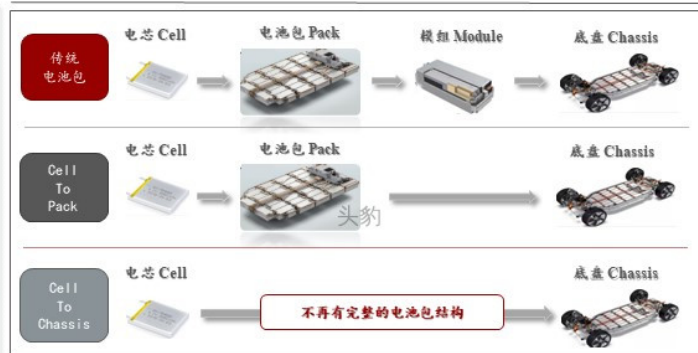 电芯 Cell
电池包 Pack
模组 Module
底盘 Chassis
传统
电池包
电芯 Cell
电池包 Pack
底盘 Chassis
Cell
To
Pack
头豹
电芯 Cell
底盘 Chassis
Cell
To
Chassis
不再有完整的电池包结构